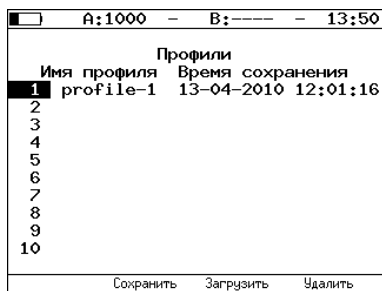 A:1000 – B:---- – 13:50
Профили
Имя профиля Время сохранения
1 profile-1 13-04-2010 12:01:16
2
3
4
5
6
7
8
9
10
Сохранить Загрузить Удалить